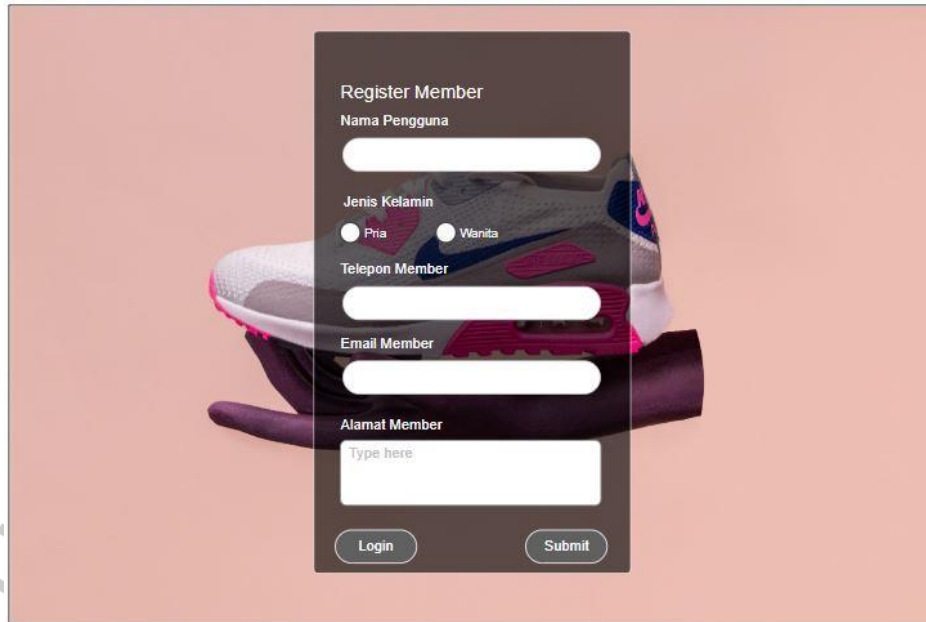 Register Member
Nama Pengguna
Jenis Kelamin
Pria Wanita
Telepon Member
Email Member
Alamat Member
Type here
Login Submit